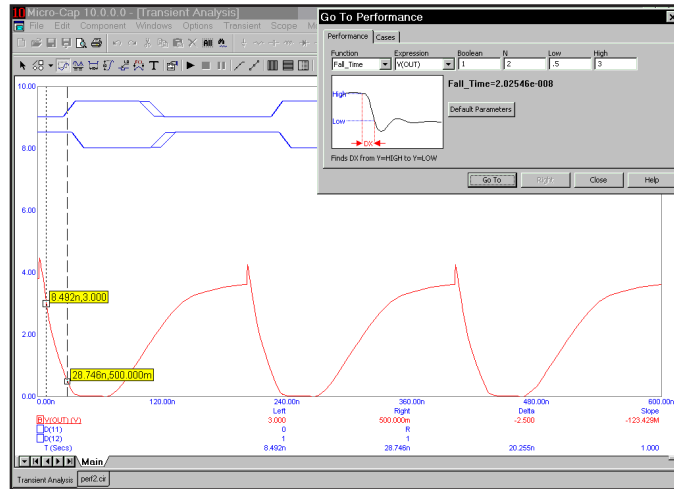 Micro-Cap 10.0.0.0 - [Transient Analysis]
File Edit Component Windows Options Transient Scope
Go To Performance
Performance Cases
Function Expression Boolean N Low High
Fall_Time V(OUT) 1 2 .5 3
Fall_Time=2.02546e-008
High
Low
DX
Default Parameters
Finds DX from Y=HIGH to Y=LOW
Go To Right Close Help
10.00
8.00
6.00
4.00
2.00
0.00
8.492n,3.000
28.746n,500.000m
0.00n 120.00n 240.00n 360.00n 480.00n 600.00n
Left Right Delta Slope
V(OUT) (V) 3.000 500.000m -2.500 -123.429M
D(11) 0 R
D(12) 1 1
T (Secs) 8.492n 28.746n 20.255n 1.000
Main
Transient Analysis perf2.cir